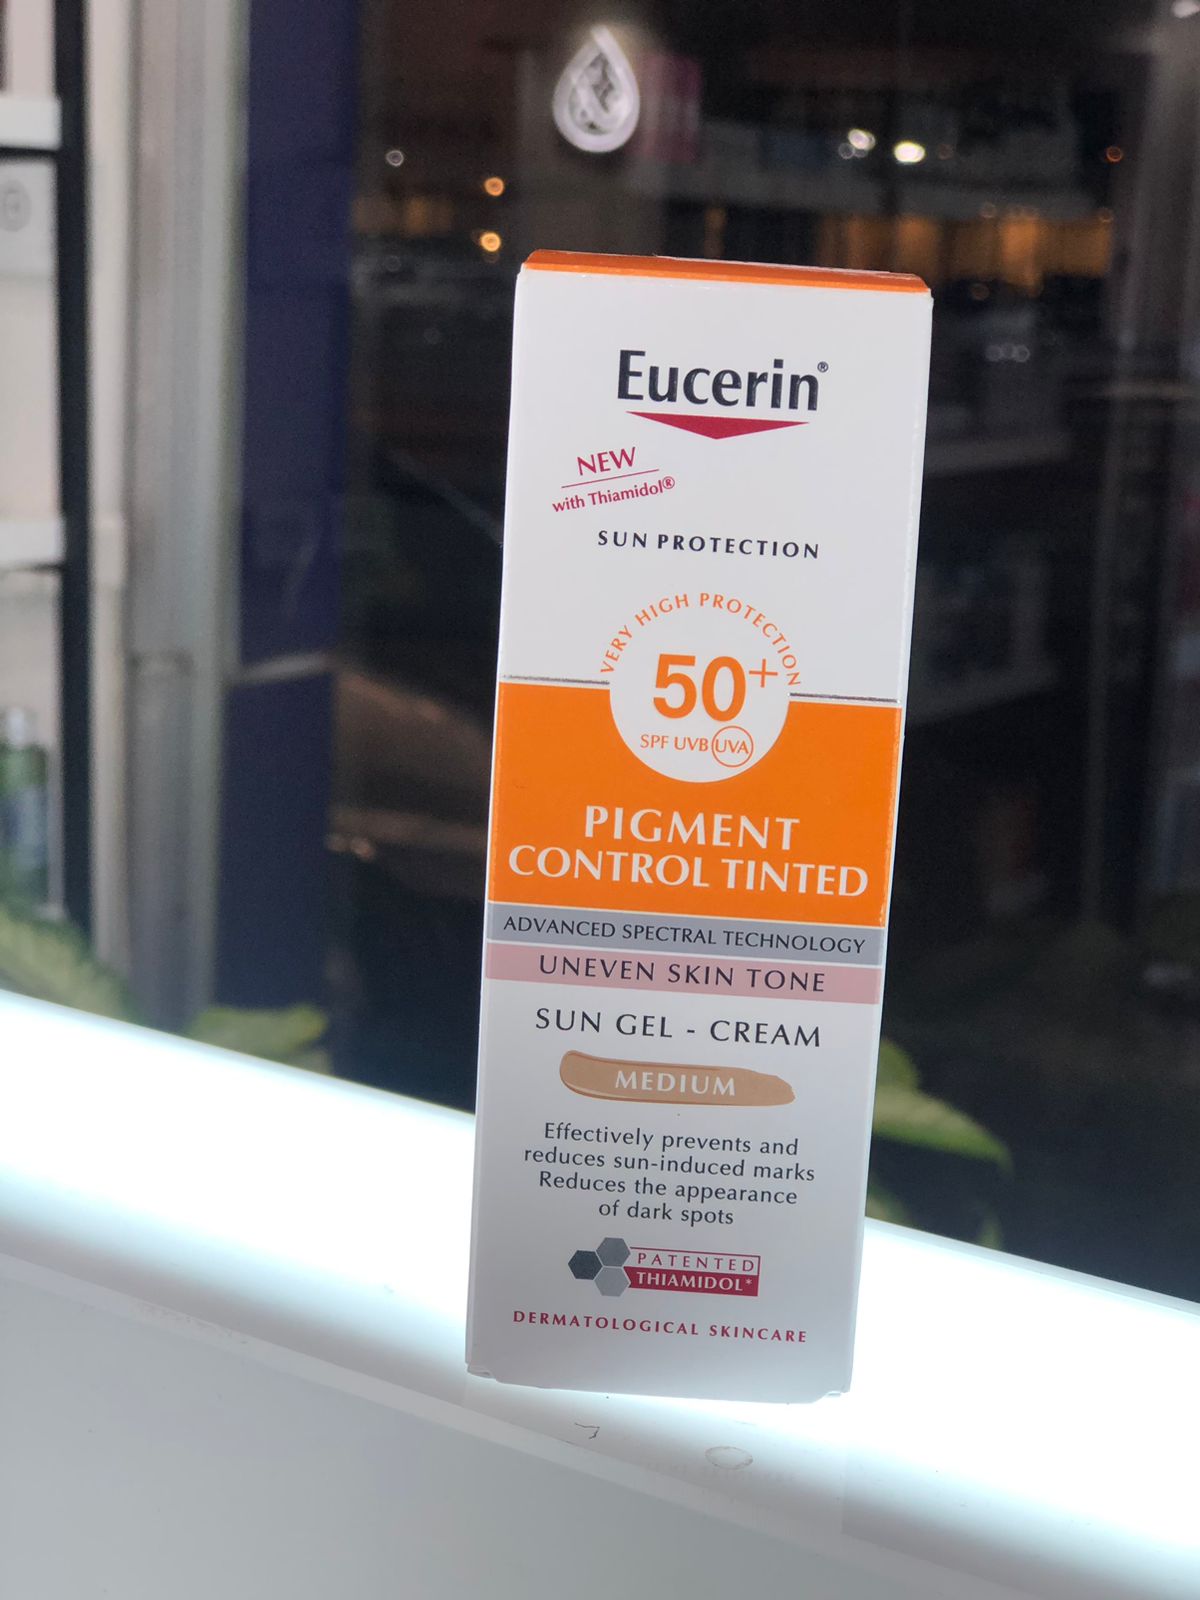 Eucerin®
NEW
with Thiamidol®
SUN PROTECTION
VERY HIGH PROTECTION
50+
SPF UVB UVA
PIGMENT
CONTROL TINTED
ADVANCED SPECTRAL TECHNOLOGY
UNEVEN SKIN TONE
SUN GEL - CREAM
MEDIUM
Effectively prevents and
reduces sun-induced marks
Reduces the appearance
of dark spots
PATENTED
THIAMIDOL*
DERMATOLOGICAL SKINCARE